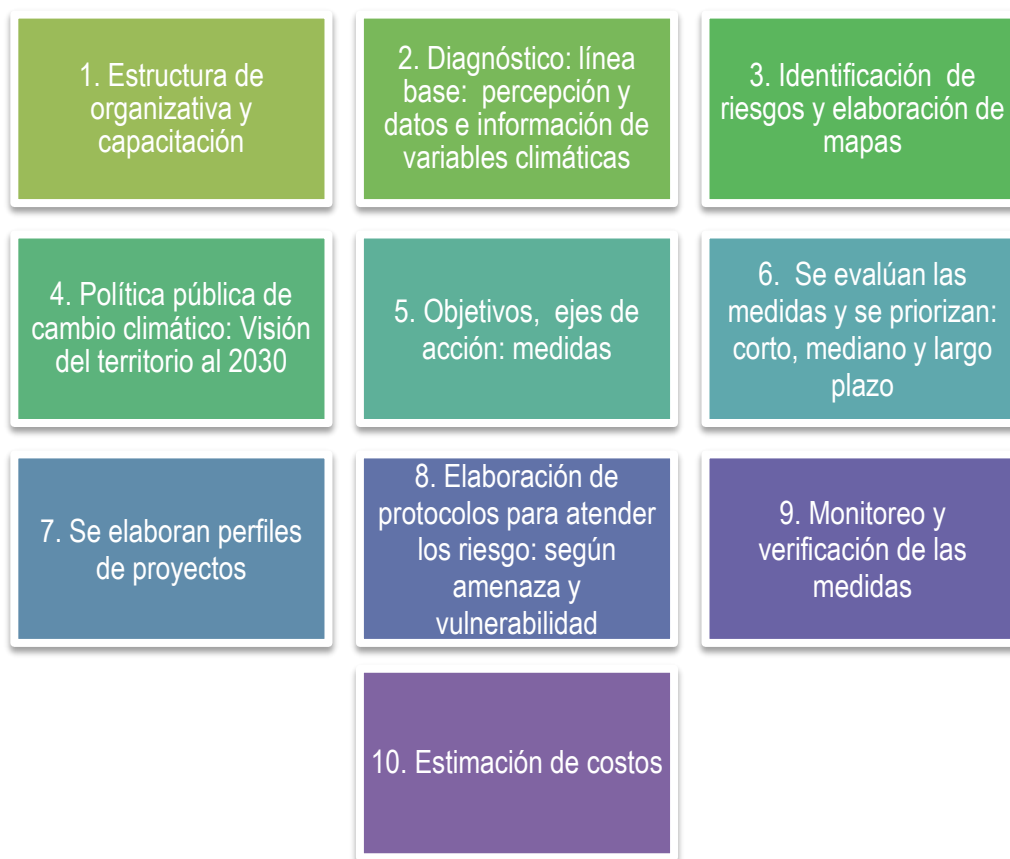 1. Estructura de
organizativa y
capacitación
2. Diagnóstico: línea
base: percepción y
datos e información de
variables climáticas
3. Identificación de
riesgos y elaboración de
mapas
4. Política pública de
cambio climático: Visión
del territorio al 2030
5. Objetivos, ejes de
acción: medidas
6. Se evalúan las
medidas y se priorizan:
corto, mediano y largo
plazo
7. Se elaboran perfiles
de proyectos
8. Elaboración de
protocolos para atender
los riesgo: según
amenaza y
vulnerabilidad
9. Monitoreo y
verificación de las
medidas
10. Estimación de costos